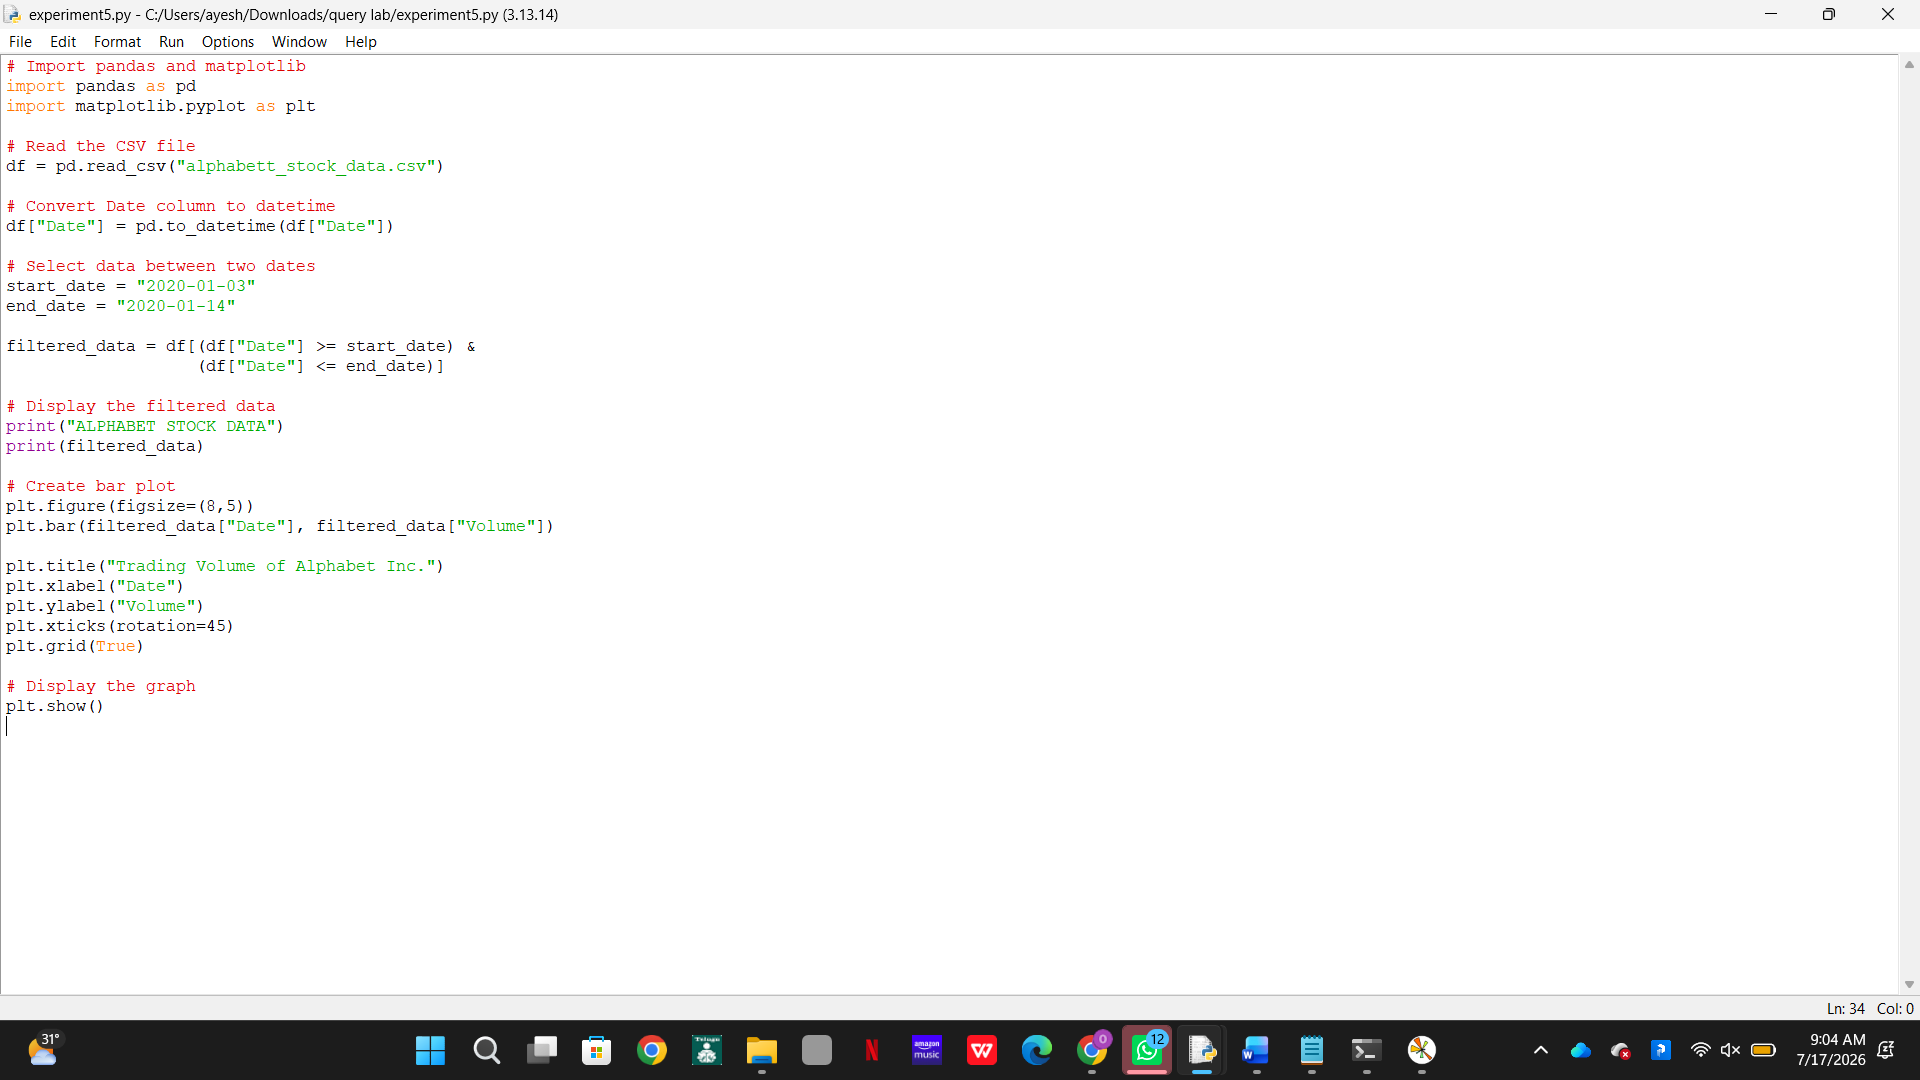 experiment5.py - C:/Users/ayesh/Downloads/query lab/experiment5.py (3.13.14)
File Edit Format Run Options Window Help
# Import pandas and matplotlib
import pandas as pd
import matplotlib.pyplot as plt
# Read the CSV file
df = pd.read_csv("alphabett_stock_data.csv")
# Convert Date column to datetime
df["Date"] = pd.to_datetime(df["Date"])
# Select data between two dates
start_date = "2020-01-03"
end_date = "2020-01-14"
filtered_data = df[(df["Date"] >= start_date) &
(df["Date"] <= end_date)]
# Display the filtered data
print("ALPHABET STOCK DATA")
print(filtered_data)
# Create bar plot
plt.figure(figsize=(8,5))
plt.bar(filtered_data["Date"], filtered_data["Volume"])
plt.title("Trading Volume of Alphabet Inc.")
plt.xlabel("Date")
plt.ylabel("Volume")
plt.xticks(rotation=45)
plt.grid(True)
# Display the graph
plt.show()
Ln: 34 Col: 0
31°
Telugu
N
amazon music
W
0
12
W
9:04 AM
7/17/2026